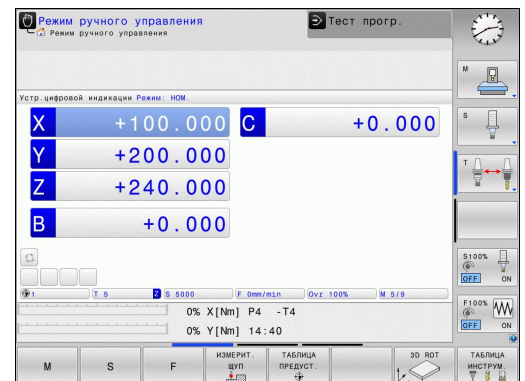 Режим ручного управления
Тест прогр.
Режим ручного управления
Устр.цифровой индикации Режим: НОМ.
X +100.000 C +0.000
Y +200.000
Z +240.000
B +0.000
1 T 5 Z S 5000 F 0mm/min Ovr 100% M 5/9
0% X[Nm] P4 -T4
0% Y[Nm] 14:40
M
S
T
S100%
OFF ON
F100%
OFF ON
M
S
F
ИЗМЕРИТ.
ЩУП
ТАБЛИЦА
ПРЕДУСТ.
3D ROT
ТАБЛИЦА
ИНСТРУМ.